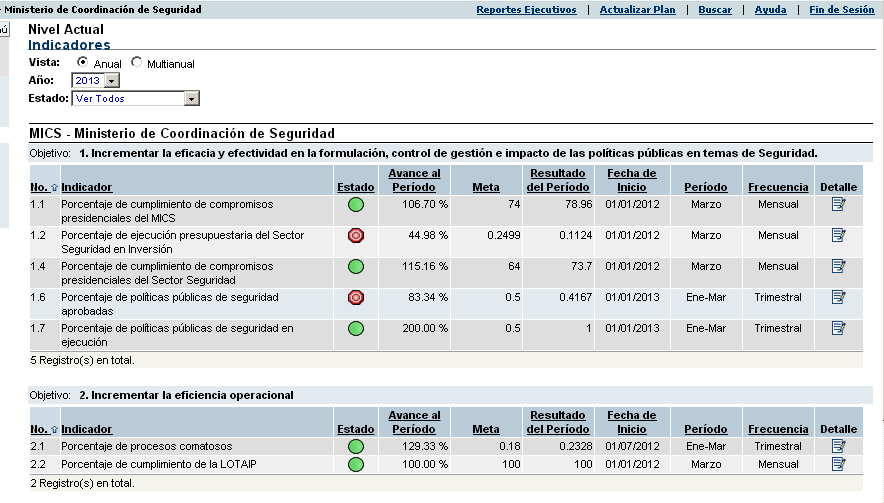 - Ministerio de Coordinación de Seguridad
Reportes Ejecutivos | Actualizar Plan | Buscar | Ayuda | Fin de Sesión
Nivel Actual
Indicadores
Vista: Anual Multianual
Año: 2013
Estado: Ver Todos
MICS - Ministerio de Coordinación de Seguridad
Objetivo: 1. Incrementar la eficacia y efectividad en la formulación, control de gestión e impacto de las políticas públicas en temas de Seguridad.
No. Indicador Estado Avance al Período Meta Resultado del Período Fecha de Inicio Período Frecuencia Detalle
1.1 Porcentaje de cumplimiento de compromisos presidenciales del MICS 106.70 % 74 78.96 01/01/2012 Marzo Mensual
1.2 Porcentaje de ejecución presupuestaria del Sector Seguridad en Inversión 44.98 % 0.2499 0.1124 01/01/2012 Marzo Mensual
1.4 Porcentaje de cumplimiento de compromisos presidenciales del Sector Seguridad 115.16 % 64 73.7 01/01/2012 Marzo Mensual
1.6 Porcentaje de políticas públicas de seguridad aprobadas 83.34 % 0.5 0.4167 01/01/2013 Ene-Mar Trimestral
1.7 Porcentaje de políticas públicas de seguridad en ejecución 200.00 % 0.5 1 01/01/2013 Ene-Mar Trimestral
5 Registro(s) en total.
Objetivo: 2. Incrementar la eficiencia operacional
No. Indicador Estado Avance al Período Meta Resultado del Período Fecha de Inicio Período Frecuencia Detalle
2.1 Porcentaje de procesos comatosos 129.33 % 0.18 0.2328 01/07/2012 Ene-Mar Trimestral
2.2 Porcentaje de cumplimiento de la LOTAIP 100.00 % 100 100 01/01/2012 Marzo Mensual
2 Registro(s) en total.